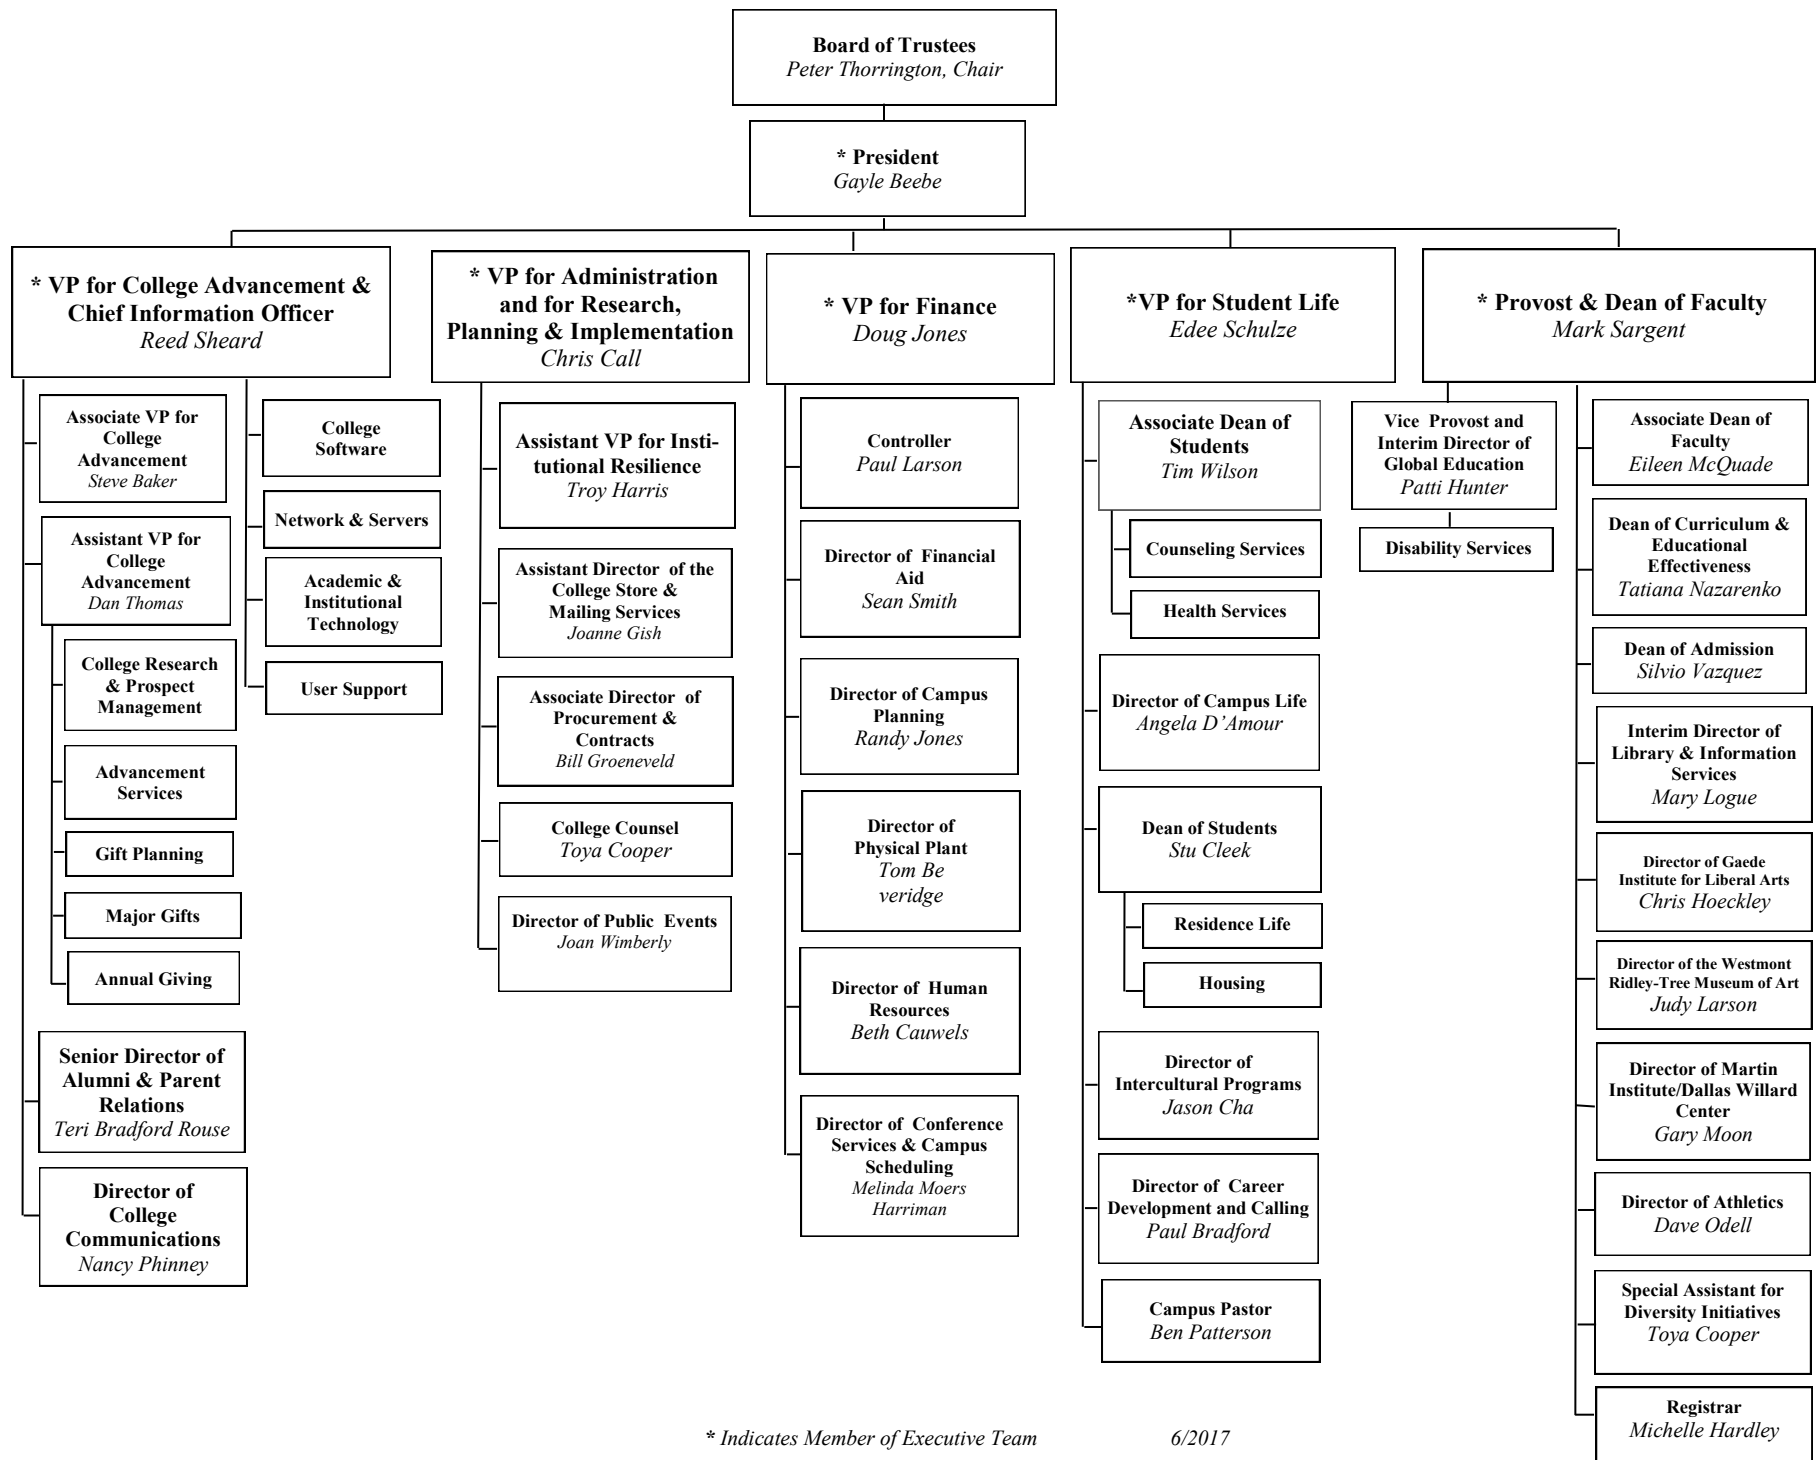 Board of Trustees
Peter Thorrington, Chair
* President
Gayle Beebe
* VP for College Advancement &
Chief Information Officer
Reed Sheard
Associate VP for
College
Advancement
Steve Baker
Assistant VP for
College
Advancement
Dan Thomas
College Research
& Prospect
Management
Advancement
Services
Gift Planning
Major Gifts
Annual Giving
Senior Director of
Alumni & Parent
Relations
Teri Bradford Rouse
Director of
College
Communications
Nancy Phinney
College
Software
Network & Servers
Academic &
Institutional
Technology
User Support
* VP for Administration
and for Research,
Planning & Implementation
Chris Call
Assistant VP for Insti-
tutional Resilience
Troy Harris
Assistant Director of the
College Store &
Mailing Services
Joanne Gish
Associate Director of
Procurement &
Contracts
Bill Groeneveld
College Counsel
Toya Cooper
Director of Public Events
Joan Wimberly
* VP for Finance
Doug Jones
Controller
Paul Larson
Director of Financial
Aid
Sean Smith
Director of Campus
Planning
Randy Jones
Director of
Physical Plant
Tom Be
veridge
Director of Human
Resources
Beth Cauwels
Director of Conference
Services & Campus
Scheduling
Melinda Moers
Harriman
*VP for Student Life
Edee Schulze
Associate Dean of
Students
Tim Wilson
Counseling Services
Health Services
Director of Campus Life
Angela D’Amour
Dean of Students
Stu Cleek
Residence Life
Housing
Director of
Intercultural Programs
Jason Cha
Director of Career
Development and Calling
Paul Bradford
Campus Pastor
Ben Patterson
* Provost & Dean of Faculty
Mark Sargent
Vice Provost and
Interim Director of
Global Education
Patti Hunter
Disability Services
Associate Dean of
Faculty
Eileen McQuade
Dean of Curriculum &
Educational
Effectiveness
Tatiana Nazarenko
Dean of Admission
Silvio Vazquez
Interim Director of
Library & Information
Services
Mary Logue
Director of Gaede
Institute for Liberal Arts
Chris Hoeckley
Director of the Westmont
Ridley-Tree Museum of Art
Judy Larson
Director of Martin
Institute/Dallas Willard
Center
Gary Moon
Director of Athletics
Dave Odell
Special Assistant for
Diversity Initiatives
Toya Cooper
Registrar
Michelle Hardley
* Indicates Member of Executive Team 6/2017